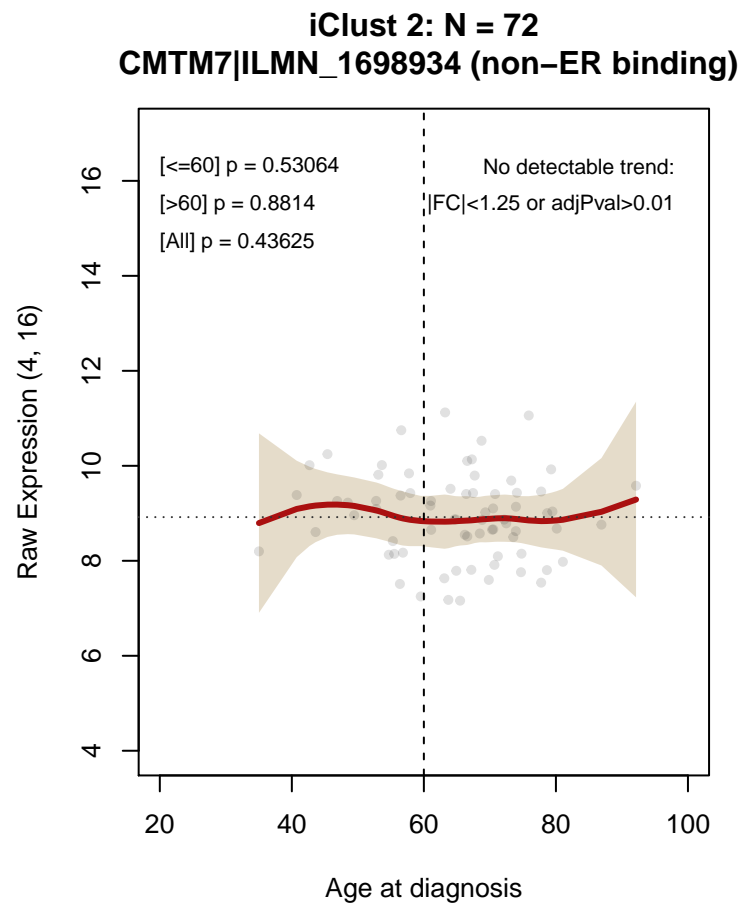 iClust 2: N = 72
CMTM7|ILMN_1698934 (non−ER binding)
[<=60] p = 0.53064
[>60] p = 0.8814
[All] p = 0.43625
No detectable trend:
|FC|<1.25 or adjPval>0.01
Raw Expression (4, 16)
16
14
12
10
8
6
4
20 40 60 80 100
Age at diagnosis